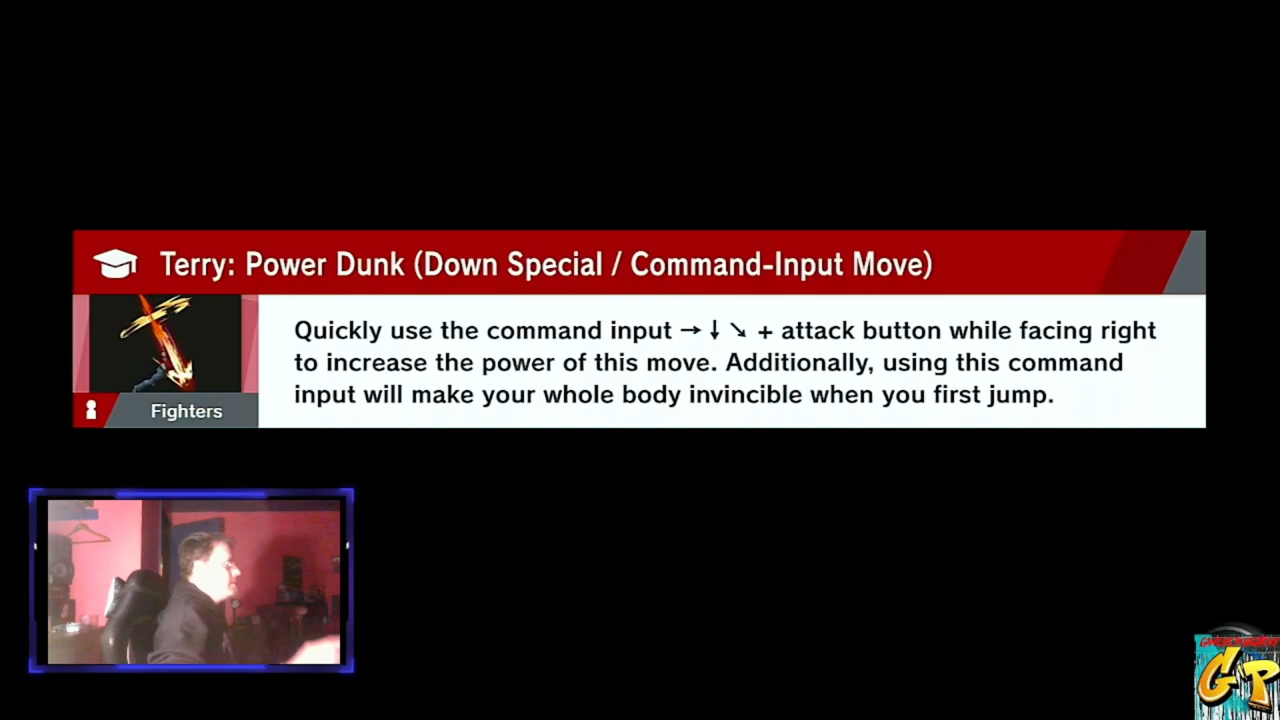 Terry: Power Dunk (Down Special / Command-Input Move)
Quickly use the command input →↓↘ + attack button while facing right
to increase the power of this move. Additionally, using this command
input will make your whole body invincible when you first jump.
Fighters
GP